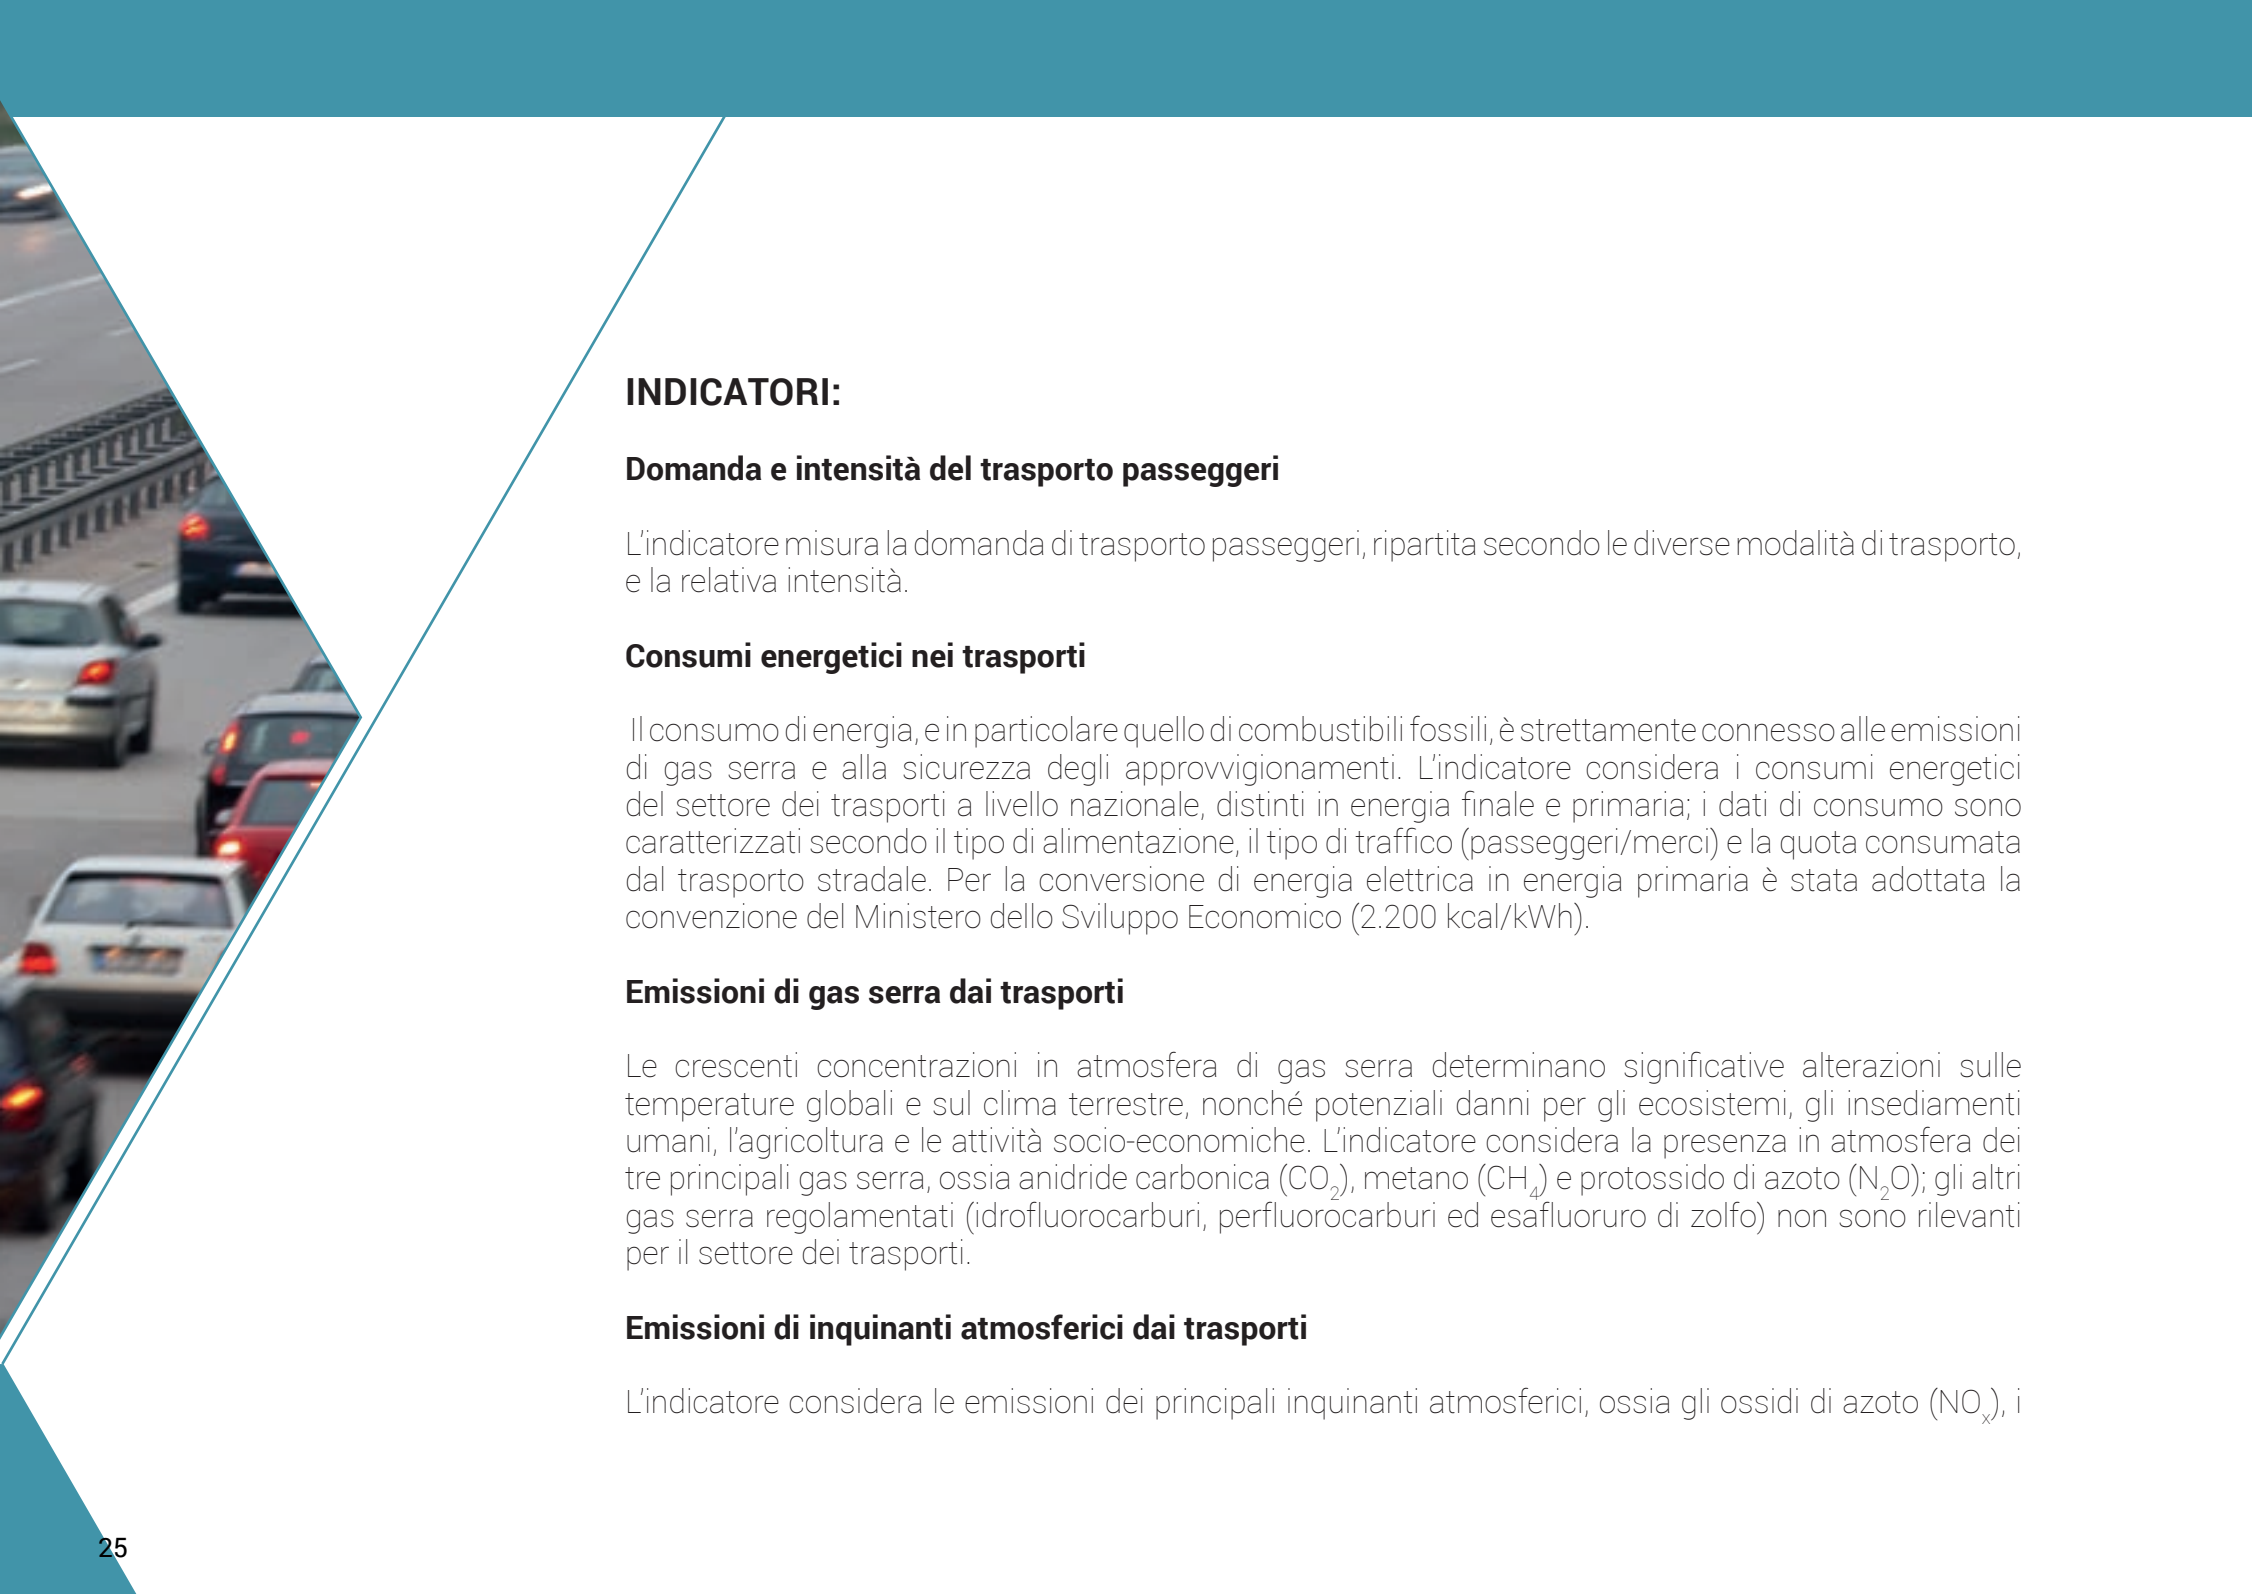 INDICATORI:
Domanda e intensità del trasporto passeggeri
L'indicatore misura la domanda di trasporto passeggeri, ripartita secondo le diverse modalità di trasporto,
e la relativa intensità.
Consumi energetici nei trasporti
Il consumo di energia, e in particolare quello di combustibili fossili, è strettamente connesso alle emissioni
di gas serra e alla sicurezza degli approvvigionamenti. L'indicatore considera i consumi energetici
del settore dei trasporti a livello nazionale, distinti in energia finale e primaria; i dati di consumo sono
caratterizzati secondo il tipo di alimentazione, il tipo di traffico (passeggeri/merci) e la quota consumata
dal trasporto stradale. Per la conversione di energia elettrica in energia primaria è stata adottata la
convenzione del Ministero dello Sviluppo Economico (2.200 kcal/kWh).
Emissioni di gas serra dai trasporti
Le crescenti concentrazioni in atmosfera di gas serra determinano significative alterazioni sulle
temperature globali e sul clima terrestre, nonché potenziali danni per gli ecosistemi, gli insediamenti
umani, l'agricoltura e le attività socio-economiche. L'indicatore considera la presenza in atmosfera dei
tre principali gas serra, ossia anidride carbonica (CO₂), metano (CH₄) e protossido di azoto (N₂O); gli altri
gas serra regolamentati (idrofluorocarburi, perfluorocarburi ed esafluoruro di zolfo) non sono rilevanti
per il settore dei trasporti.
Emissioni di inquinanti atmosferici dai trasporti
L'indicatore considera le emissioni dei principali inquinanti atmosferici, ossia gli ossidi di azoto (NOₓ), i
25